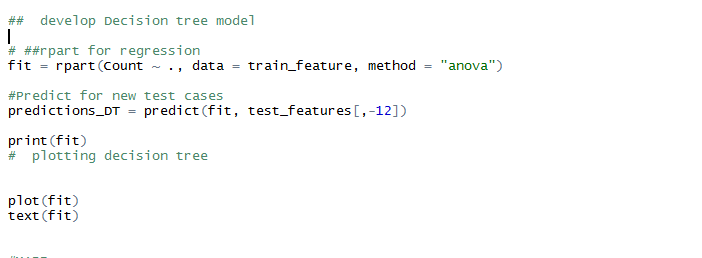 ##  develop Decision tree model
# ##rpart for regression
fit = rpart(Count ~ ., data = train_feature, method = "anova")
#Predict for new test cases
predictions_DT = predict(fit, test_features[,-12])
print(fit)
#  plotting decision tree
plot(fit)
text(fit)